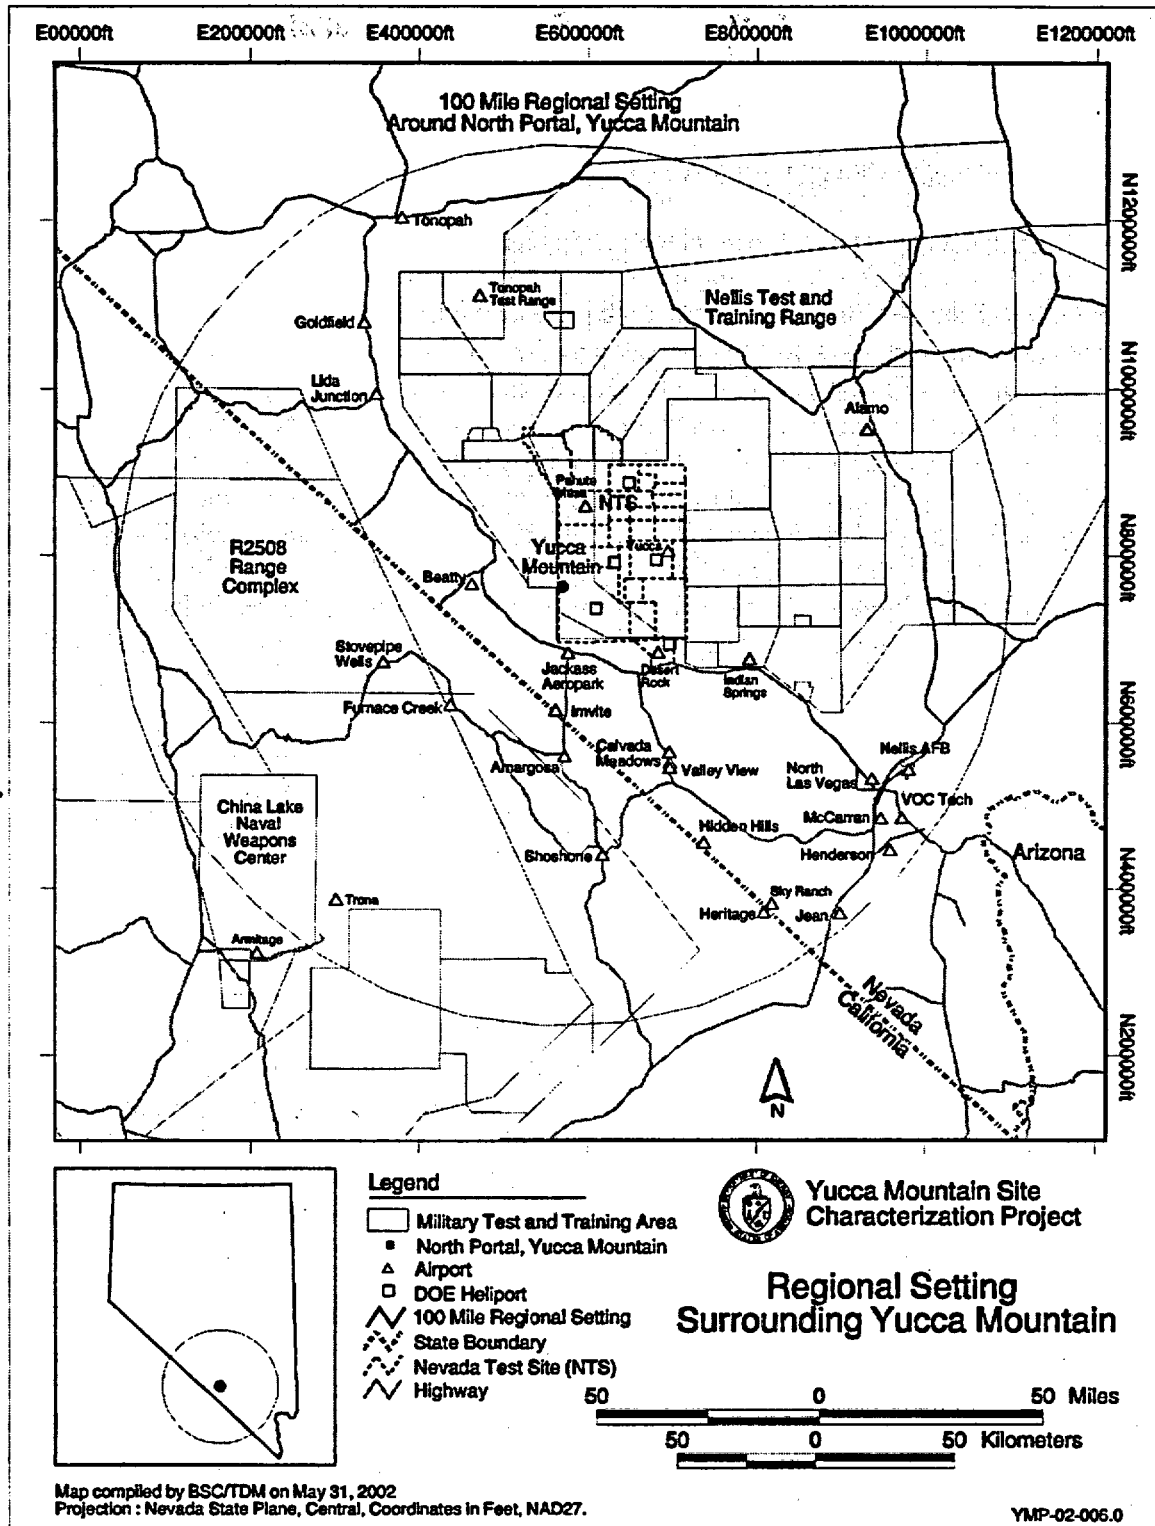 E00000ft E200000ft E400000ft E600000ft E800000ft E1000000ft E1200000ft
100 Mile Regional Setting
Around North Portal, Yucca Mountain
N1200000ft
N1000000ft
N800000ft
N600000ft
N400000ft
N200000ft
Tonopah
Tonopah
Test Range
Goldfield
Nellis Test and
Training Range
Lida
Junction
Alamo
Pahute
Mesa
NTS
R2508
Range
Complex
Yucca
Mountain
Yucca
Beatty
Stovepipe
Wells
Jackass
Aeropark
Desert
Rock
Indian
Springs
Furnace Creek
Imvite
Amargosa
Calvada
Meadows
Valley View
North
Las Vegas
Nellis AFB
VOC Tech
China Lake
Naval
Weapons
Center
McCarran
Hidden Hills
Henderson
Arizona
Shoshone
Trona
Sky Ranch
Heritage
Jean
Armitage
Nevada
California
N
Legend
Military Test and Training Area
North Portal, Yucca Mountain
Airport
DOE Heliport
100 Mile Regional Setting
State Boundary
Nevada Test Site (NTS)
Highway
Yucca Mountain Site
Characterization Project
Regional Setting
Surrounding Yucca Mountain
50 0 50 Miles
50 0 50 Kilometers
Map compiled by BSC/TDM on May 31, 2002
Projection : Nevada State Plane, Central, Coordinates in Feet, NAD27.
YMP-02-006.0